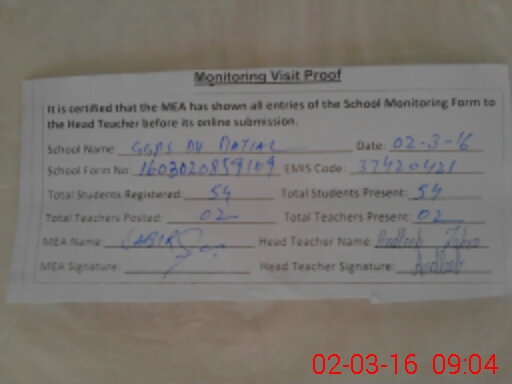 Monitoring Visit Proof
It is certified that the MEA has shown all entries of the School Monitoring Form to
the Head Teacher before its online submission.
School Name: GGPS Date: 02-3-16
School Form No: 1603020859109 EMIS Code: 37420421
Total Students Registered: 54 Total Students Present: 54
Total Teachers Posted: 02 Total Teachers Present: 02
MEA Name: Head Teacher Name:
MEA Signature: Head Teacher Signature:
02-03-16 09:04